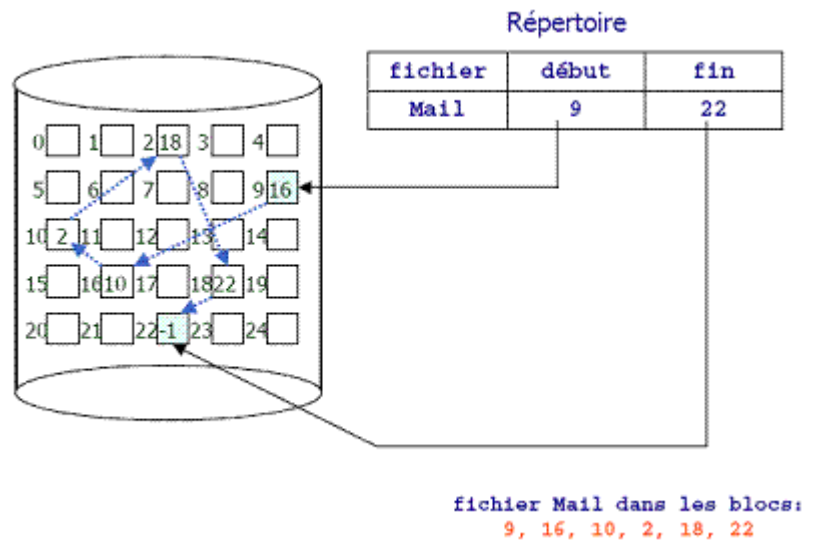 Répertoire
fichier début fin
Mail 9 22
0 1 2 18 3 4
5 6 7 8 9 16
10 2 11 12 13 14
15 16 10 17 18 22 19
20 21 22 -1 23 24
fichier Mail dans les blocs:
9, 16, 10, 2, 18, 22